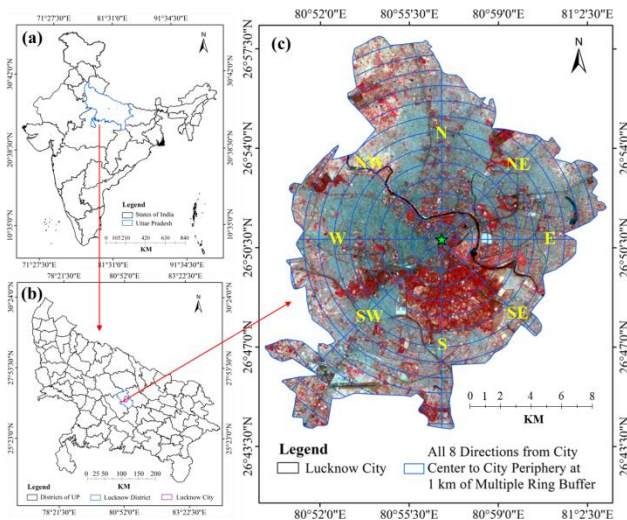 71°27'30"E 81°31'0"E 91°34'30"E
(a)
N
30°42'0"N
20°38'30"N
10°35'0"N
30°42'0"N
20°38'30"N
10°35'0"N
Legend
States of India
Uttar Pradesh
0 105210 420 630 840
KM
71°27'30"E 81°31'0"E 91°34'30"E
78°21'0"E 80°52'0"E 83°22'0"E
(b)
N
30°24'0"N
27°53'30"N
25°23'0"N
30°24'0"N
27°53'30"N
25°23'0"N
0 25 50 100 150 200
KM
Legend
Districts of UP
Lucknow District
Lucknow City
78°21'0"E 80°52'0"E 83°22'0"E
80°52'0"E 80°55'30"E 80°59'0"E 81°2'30"E
(c)
N
26°57'30"N
26°54'0"N
26°50'30"N
26°47'0"N
26°43'30"N
N
NW
NE
W
E
SW
SE
S
26°57'30"N
26°54'0"N
26°50'30"N
26°47'0"N
26°43'30"N
0 1 2 4 6 8
KM
Legend
Lucknow City
All 8 Directions from City
Center to City Periphery at
1 km of Multiple Ring Buffer
80°52'0"E 80°55'30"E 80°59'0"E 81°2'30"E